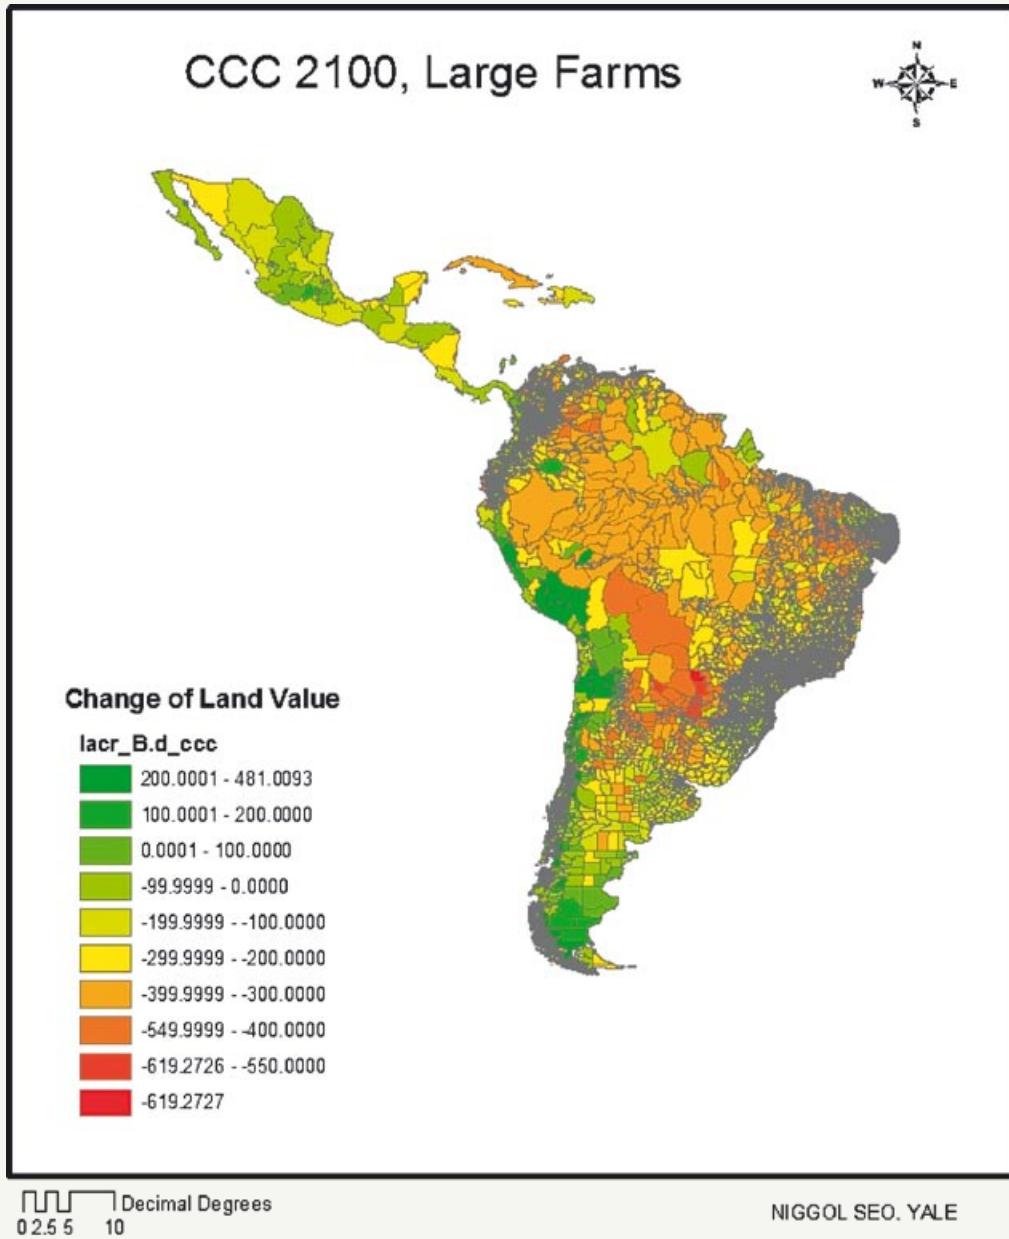 CCC 2100, Large Farms
N
W E
S
Change of Land Value
lacr_B.d_ccc
200.0001 - 481.0093
100.0001 - 200.0000
0.0001 - 100.0000
-99.9999 - 0.0000
-199.9999 - -100.0000
-299.9999 - -200.0000
-399.9999 - -300.0000
-549.9999 - -400.0000
-619.2726 - -550.0000
-619.2727
Decimal Degrees
0 2.5 5 10
NIGGOL SEO, YALE